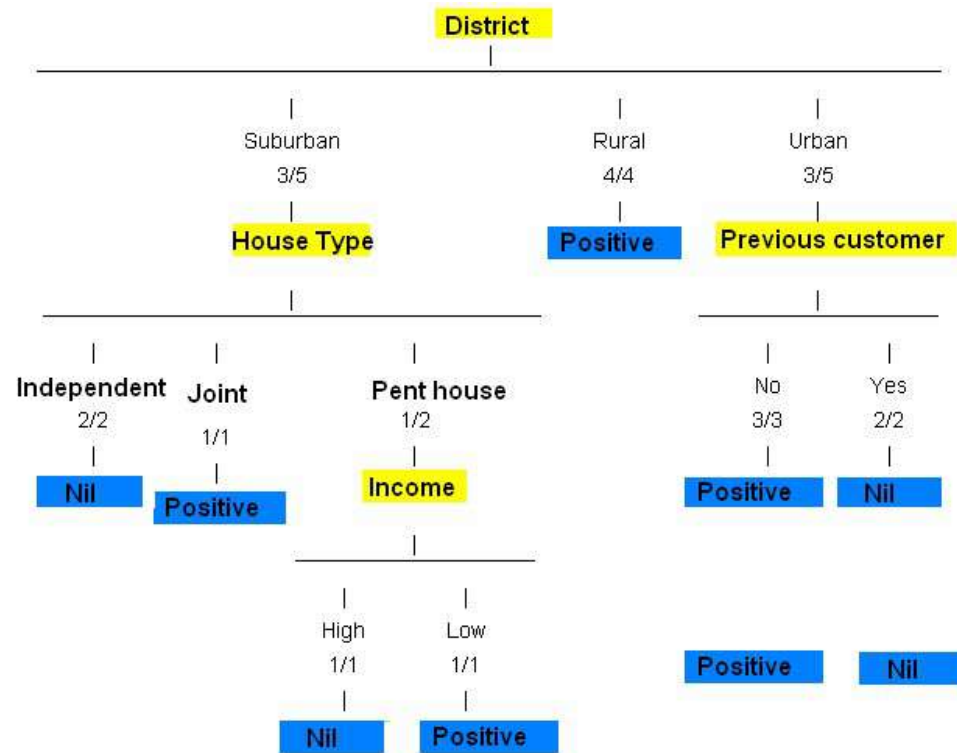 District
Suburban Rural Urban
3/5 4/4 3/5
House Type Positive Previous customer
Independent Joint Pent house No Yes
2/2 1/1 1/2 3/3 2/2
Nil Positive Income Positive Nil
High Low
1/1 1/1
Positive Nil
Nil Positive